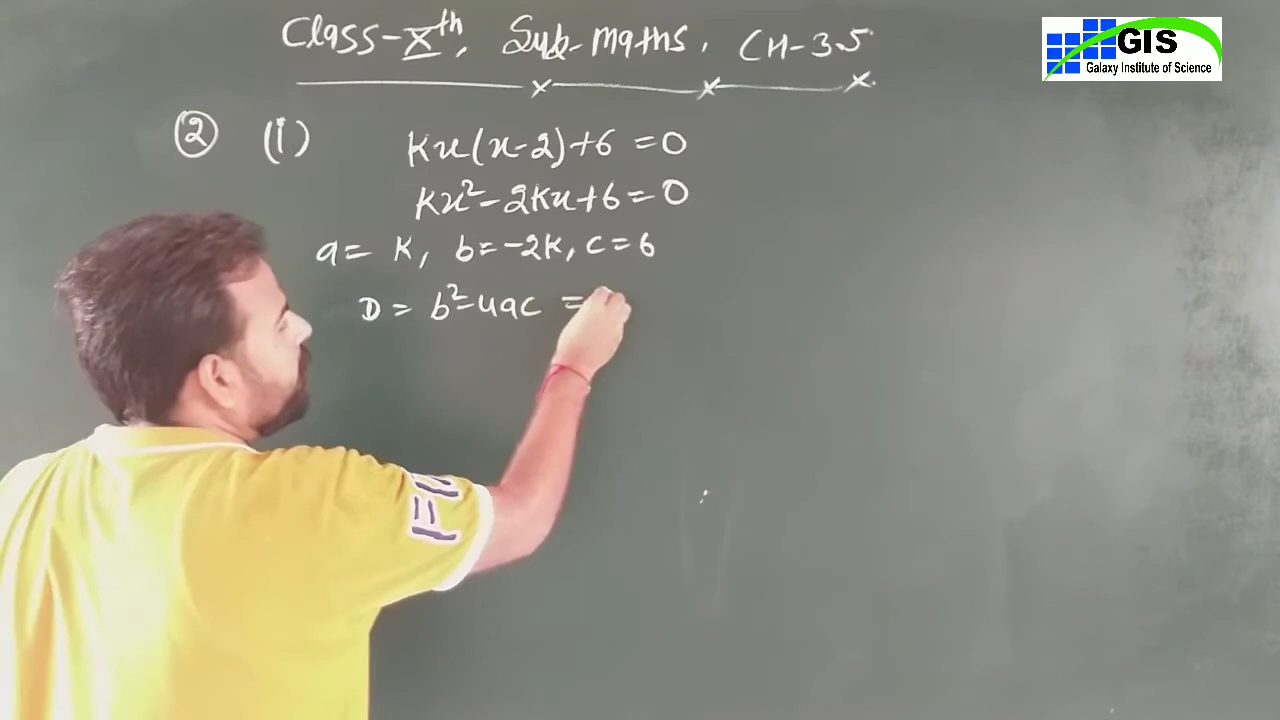 Class-Xth, Sub-Maths, CH-3.5
GIS
Galaxy Institute of Science
2 (i) Kx(x-2)+6=0
Kx²-2Kx+6=0
a=K, b=-2K, c=6
D=b²-4ac=